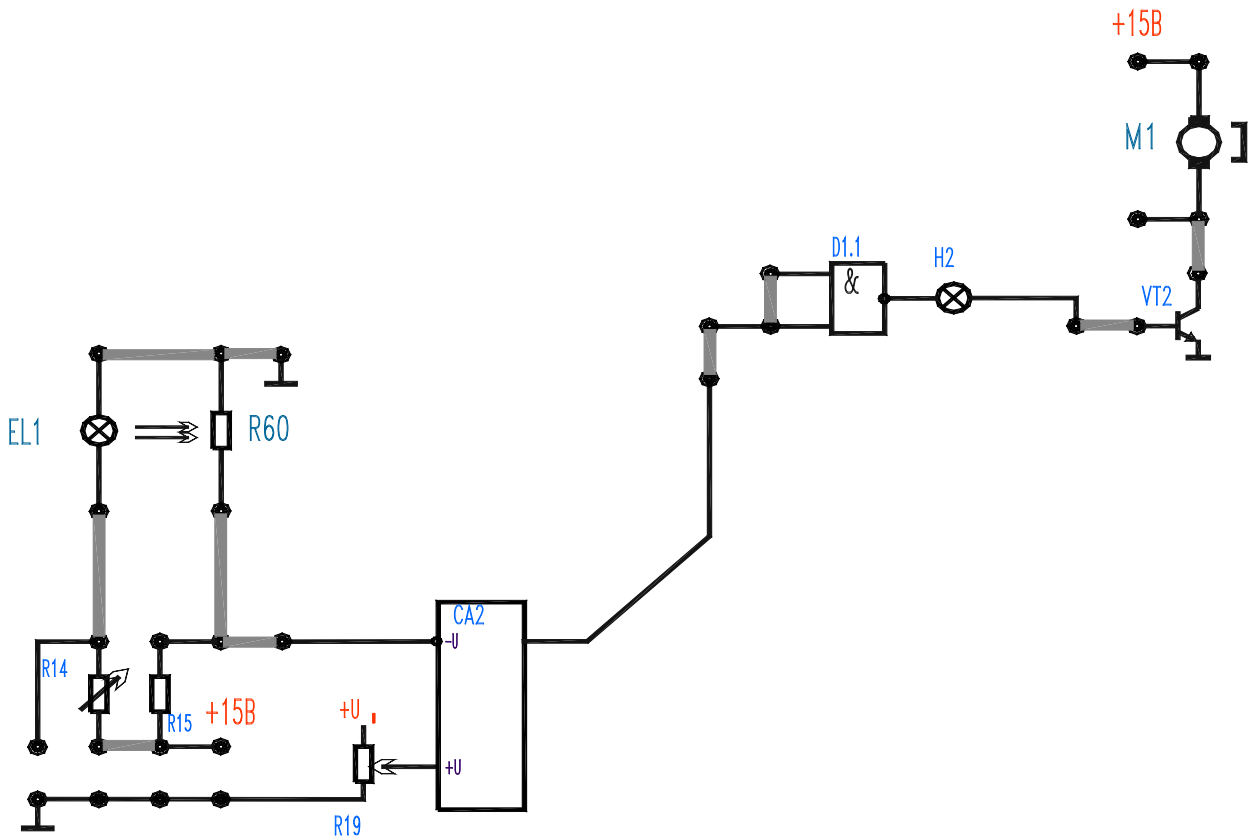 +15В
M1
D1.1
&
H2
VT2
EL1
R60
CA2
-U
R14
R15
+15В
+U
+U
R19